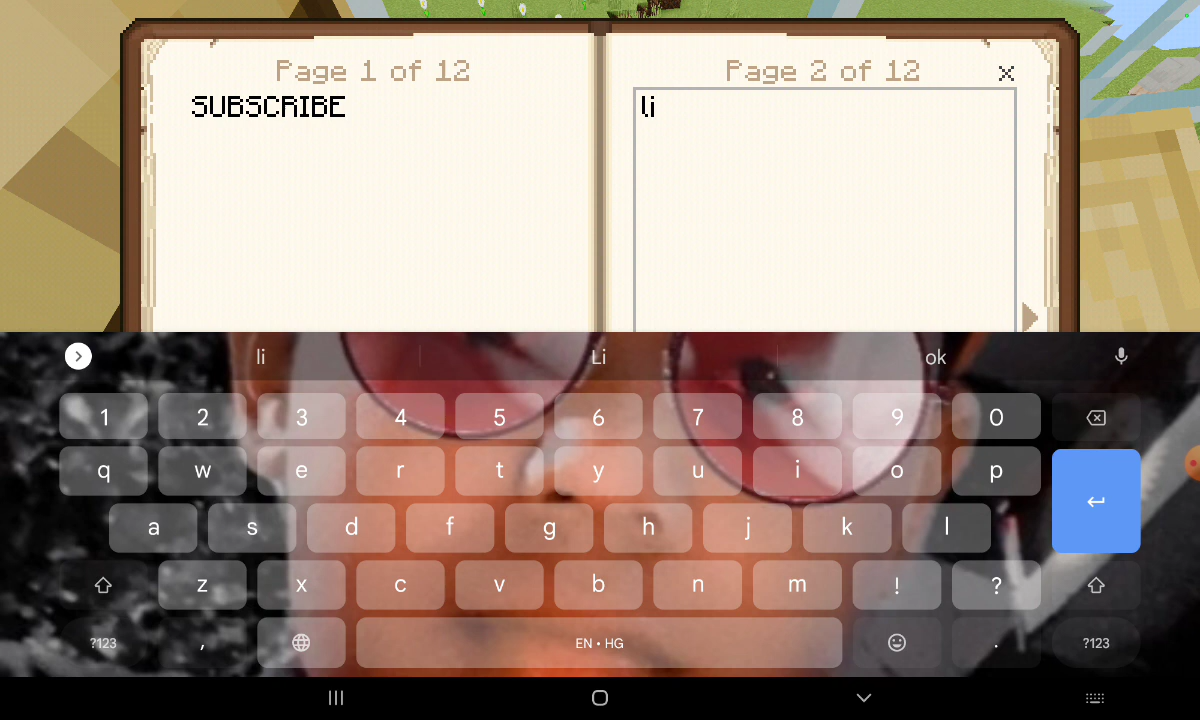 Page 1 of 12
SUBSCRIBE
Page 2 of 12
x
li
li
Li
ok
1 2 3 4 5 6 7 8 9 0
q w e r t y u i o p
a s d f g h j k l
z x c v b n m ! ?
?123 , EN • HG . ?123